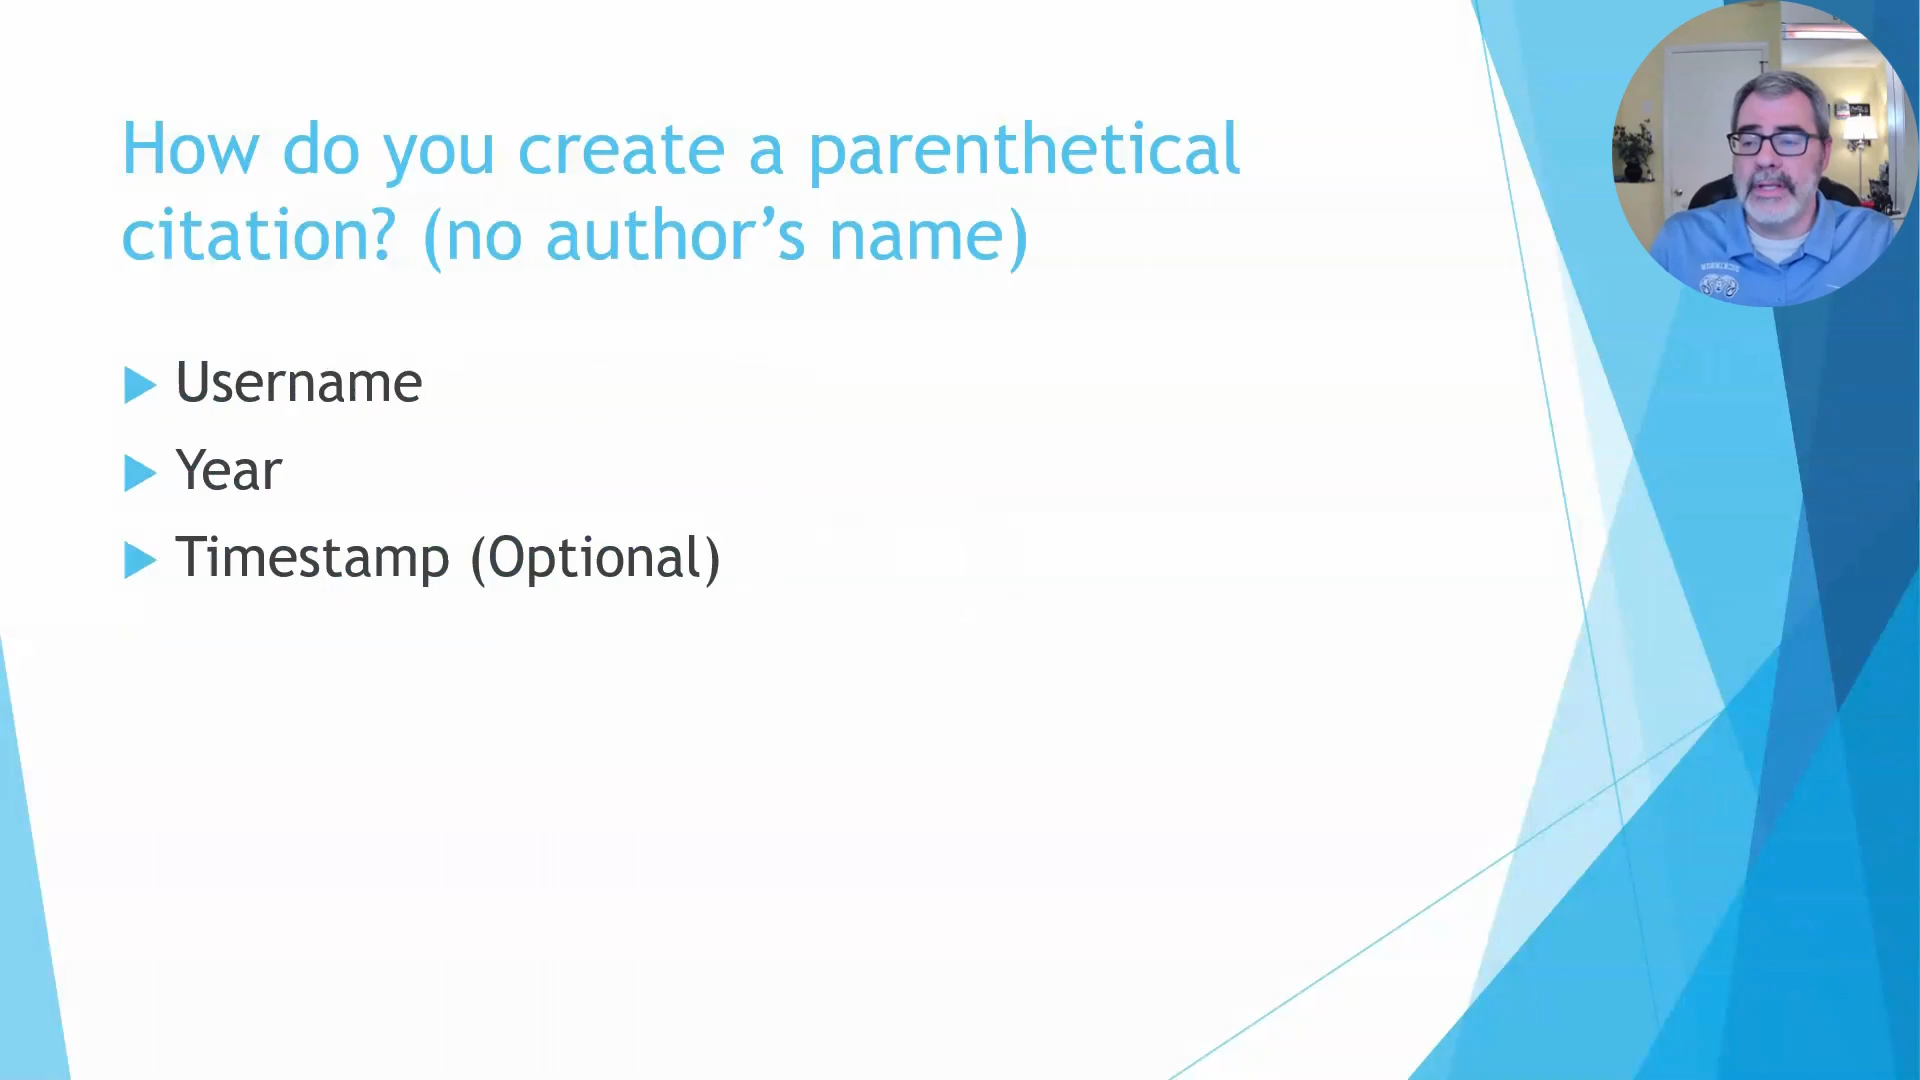 How do you create a parenthetical
citation? (no author’s name)
Username
Year
Timestamp (Optional)